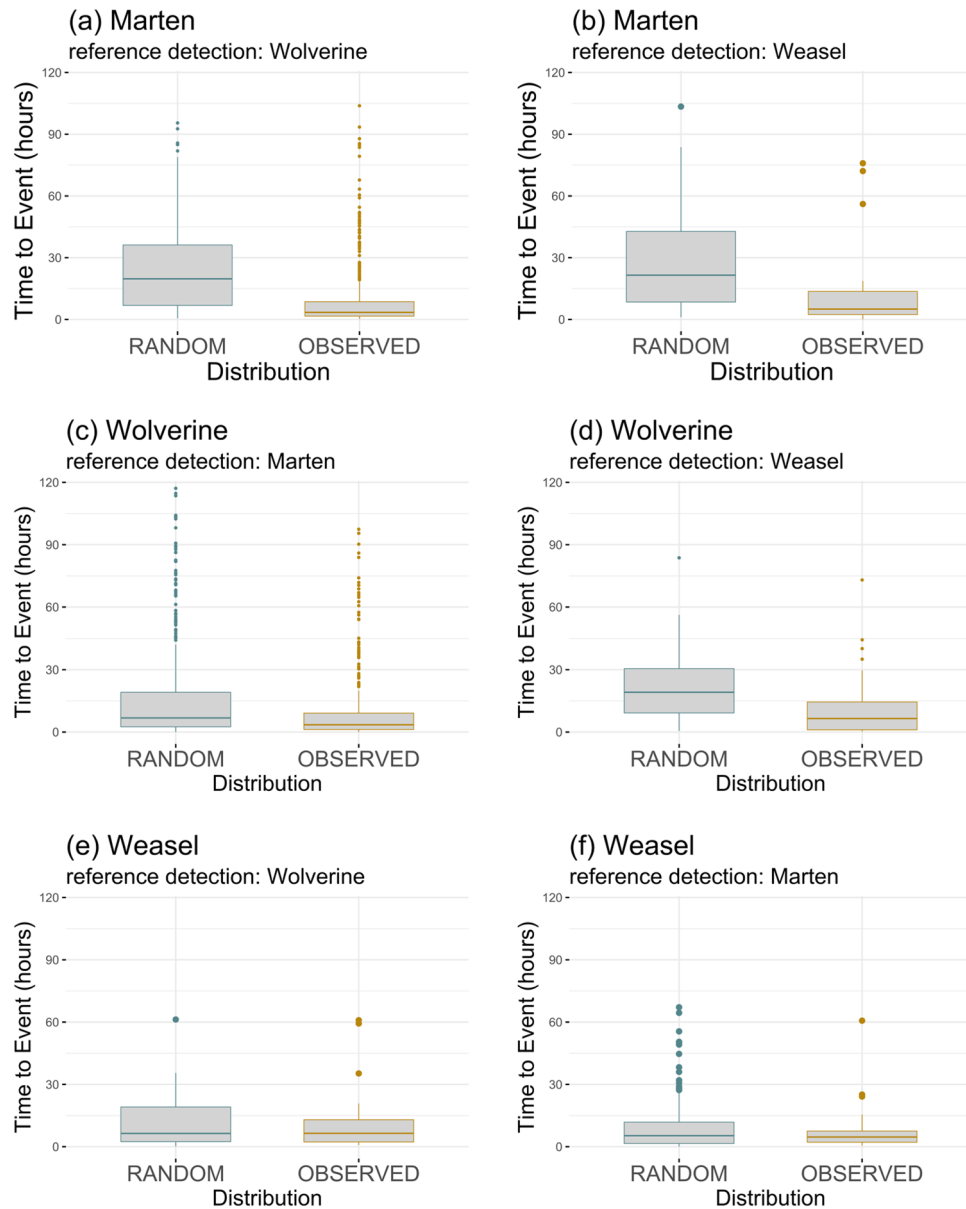 (a) Marten
reference detection: Wolverine
Time to Event (hours)
120
90
60
30
0
RANDOM OBSERVED
Distribution
(b) Marten
reference detection: Weasel
Time to Event (hours)
120
90
60
30
0
RANDOM OBSERVED
Distribution
(c) Wolverine
reference detection: Marten
Time to Event (hours)
120
90
60
30
0
RANDOM OBSERVED
Distribution
(d) Wolverine
reference detection: Weasel
Time to Event (hours)
120
90
60
30
0
RANDOM OBSERVED
Distribution
(e) Weasel
reference detection: Wolverine
Time to Event (hours)
120
90
60
30
0
RANDOM OBSERVED
Distribution
(f) Weasel
reference detection: Marten
Time to Event (hours)
120
90
60
30
0
RANDOM OBSERVED
Distribution